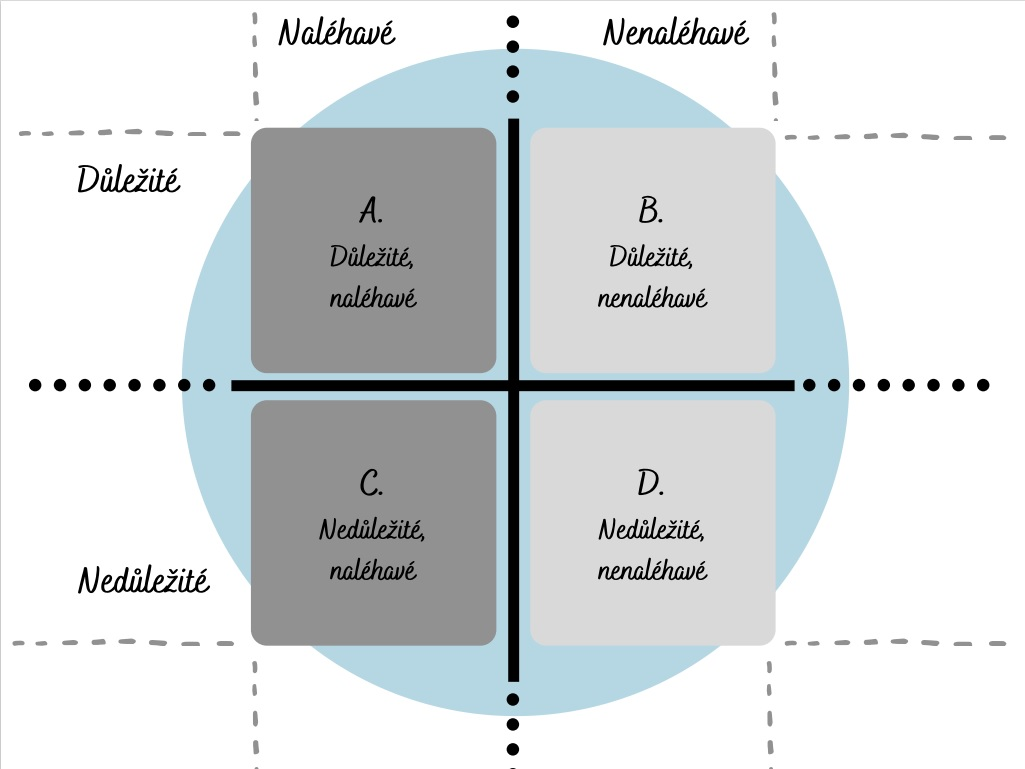 Naléhavé
Nenaléhavé
Důležité
A.
Důležité,
naléhavé
B.
Důležité,
nenaléhavé
Nedůležité
C.
Nedůležité,
naléhavé
D.
Nedůležité,
nenaléhavé